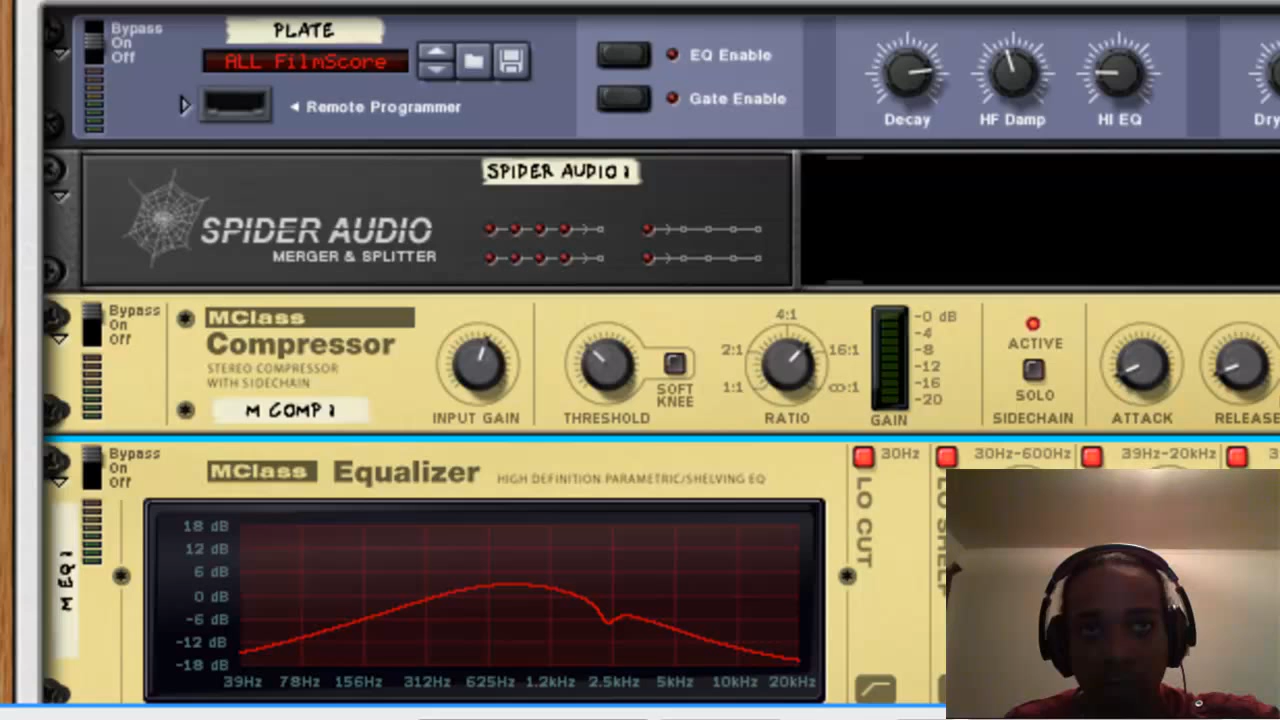 Bypass
On
Off
PLATE
ALL FilmScore
Remote Programmer
EQ Enable
Gate Enable
Decay
HF Damp
HI EQ
Dry
SPIDER AUDIO 1
SPIDER AUDIO
MERGER & SPLITTER
Bypass
On
Off
MClass
Compressor
STEREO COMPRESSOR
WITH SIDECHAIN
M COMP 1
INPUT GAIN
THRESHOLD
SOFT
KNEE
4:1
2:1
16:1
1:1
∞:1
RATIO
-0 dB
-4
-8
-12
-16
-20
GAIN
ACTIVE
SOLO
SIDECHAIN
ATTACK
RELEASE
Bypass
On
Off
M EQ 1
MClass Equalizer HIGH DEFINITION PARAMETRIC/SHELVING EQ
18 dB
12 dB
6 dB
0 dB
-6 dB
-12 dB
-18 dB
39Hz 78Hz 156Hz 312Hz 625Hz 1.2kHz 2.5kHz 5kHz 10kHz 20kHz
30Hz
LO CUT
30Hz-600Hz
LO SHELF
39Hz-20kHz